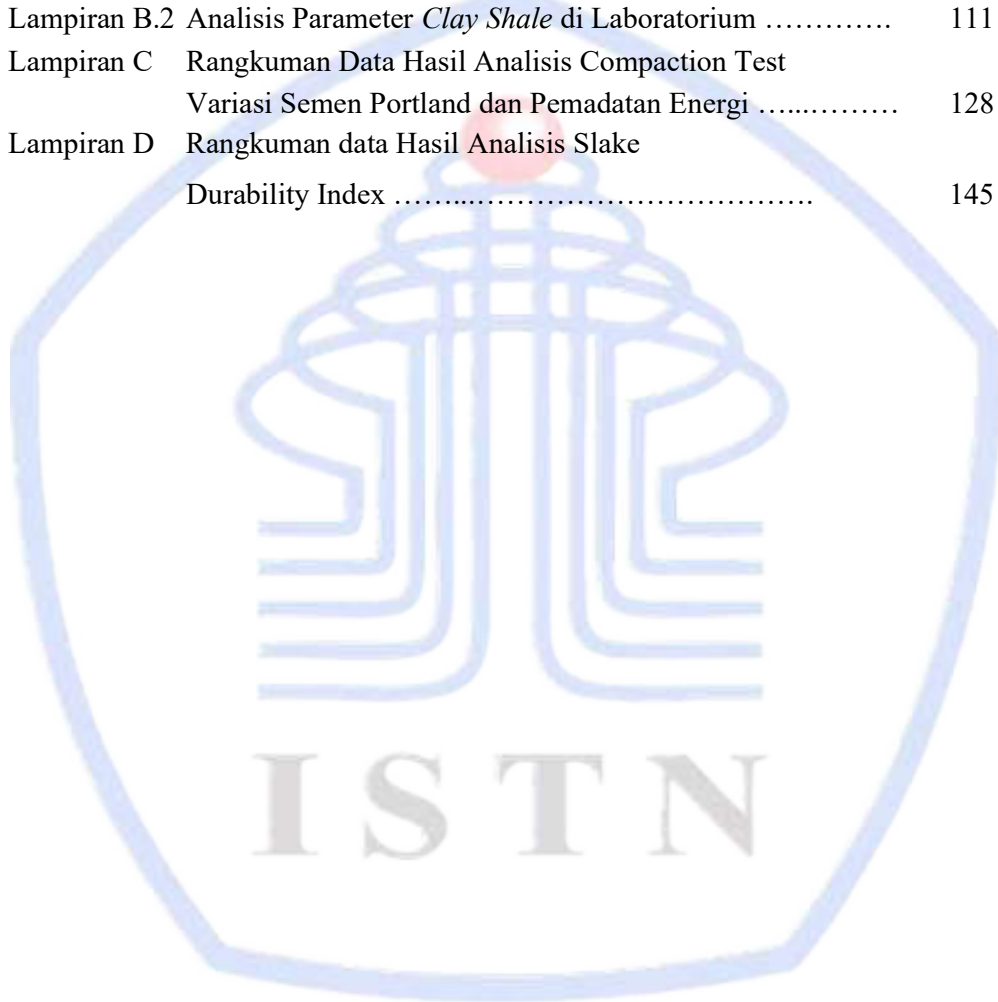 Lampiran B.2 Analisis Parameter Clay Shale di Laboratorium …………. 111
Lampiran C Rangkuman Data Hasil Analisis Compaction Test
Variasi Semen Portland dan Pemadatan Energi …...……… 128
Lampiran D Rangkuman data Hasil Analisis Slake
Durability Index ……...……………………………. 145
ISTN